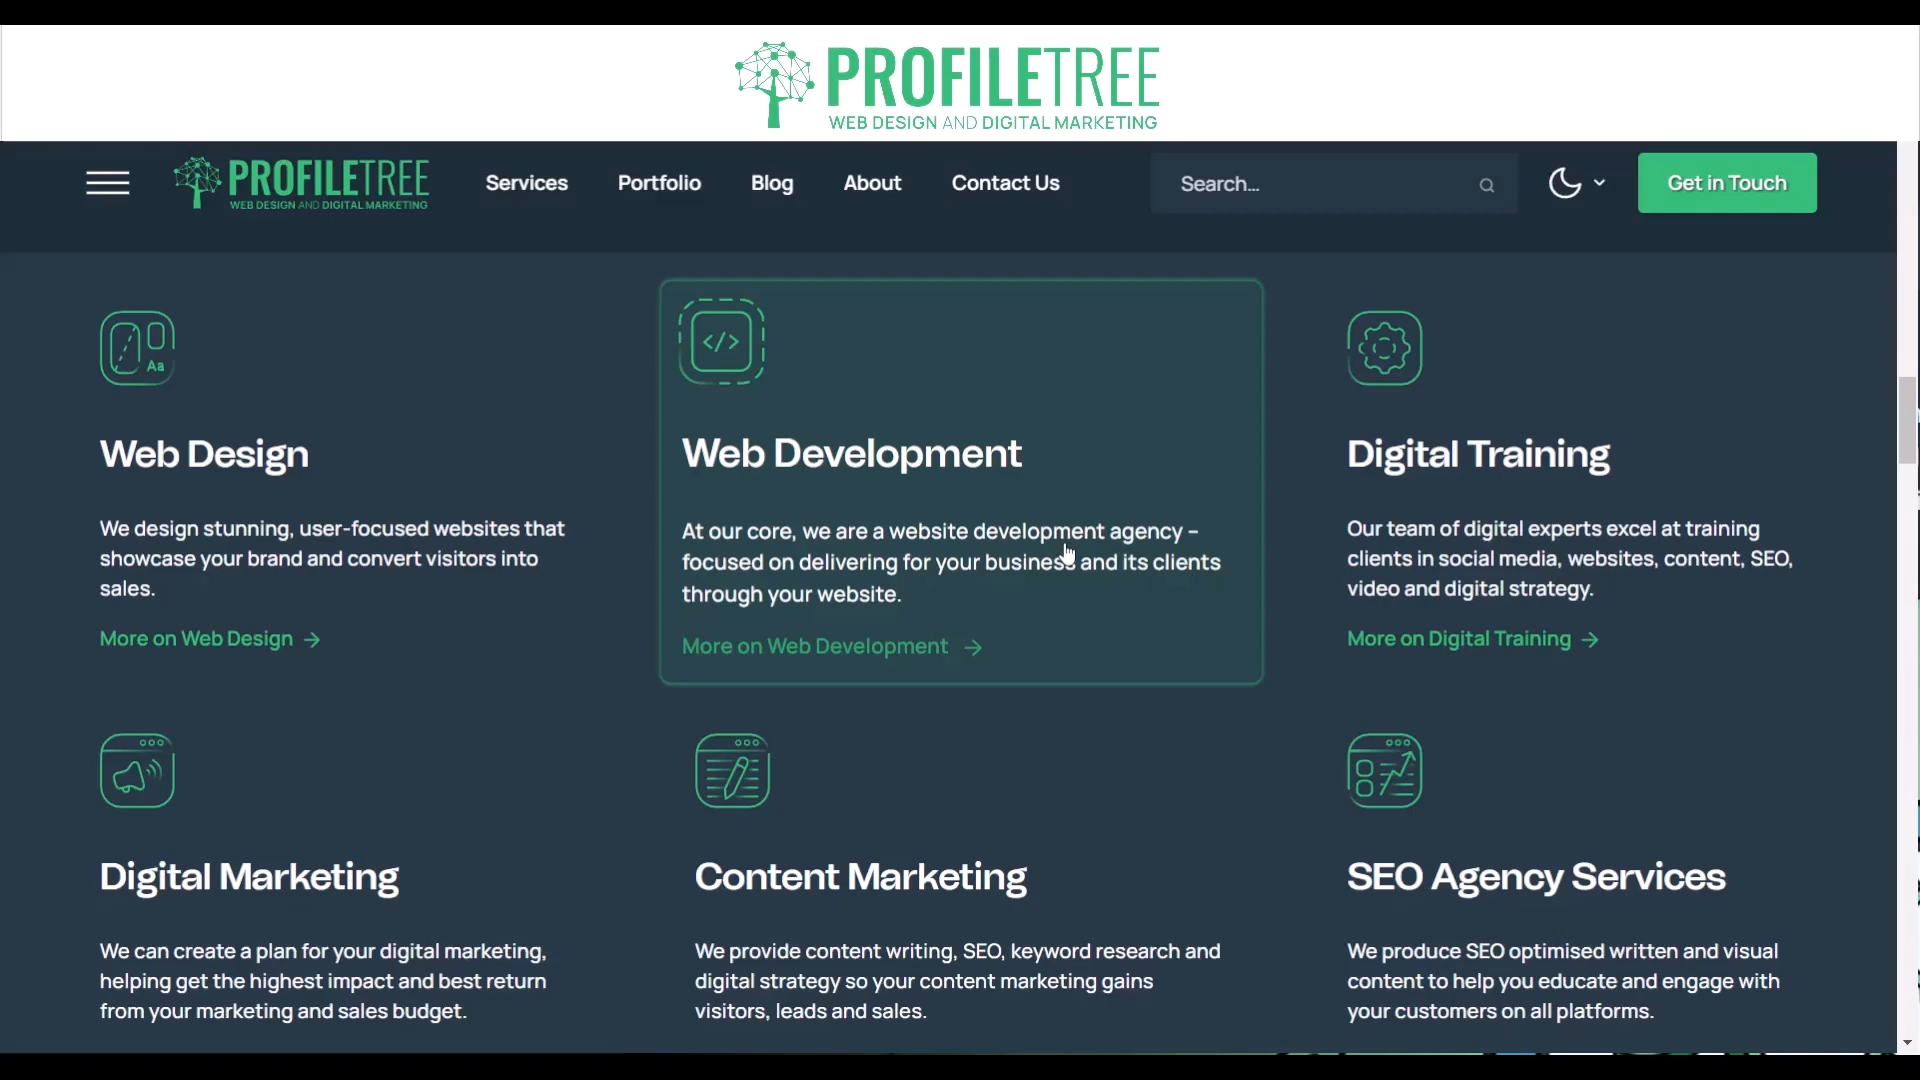 PROFILETREE
WEB DESIGN AND DIGITAL MARKETING
PROFILETREE
WEB DESIGN AND DIGITAL MARKETING
Services
Portfolio
Blog
About
Contact Us
Search...
Get in Touch
Aa
Web Design
We design stunning, user-focused websites that
showcase your brand and convert visitors into
sales.
More on Web Design →
</>
Web Development
At our core, we are a website development agency –
focused on delivering for your business and its clients
through your website.
More on Web Development →
Digital Training
Our team of digital experts excel at training
clients in social media, websites, content, SEO,
video and digital strategy.
More on Digital Training →
Digital Marketing
We can create a plan for your digital marketing,
helping get the highest impact and best return
from your marketing and sales budget.
Content Marketing
We provide content writing, SEO, keyword research and
digital strategy so your content marketing gains
visitors, leads and sales.
SEO Agency Services
We produce SEO optimised written and visual
content to help you educate and engage with
your customers on all platforms.